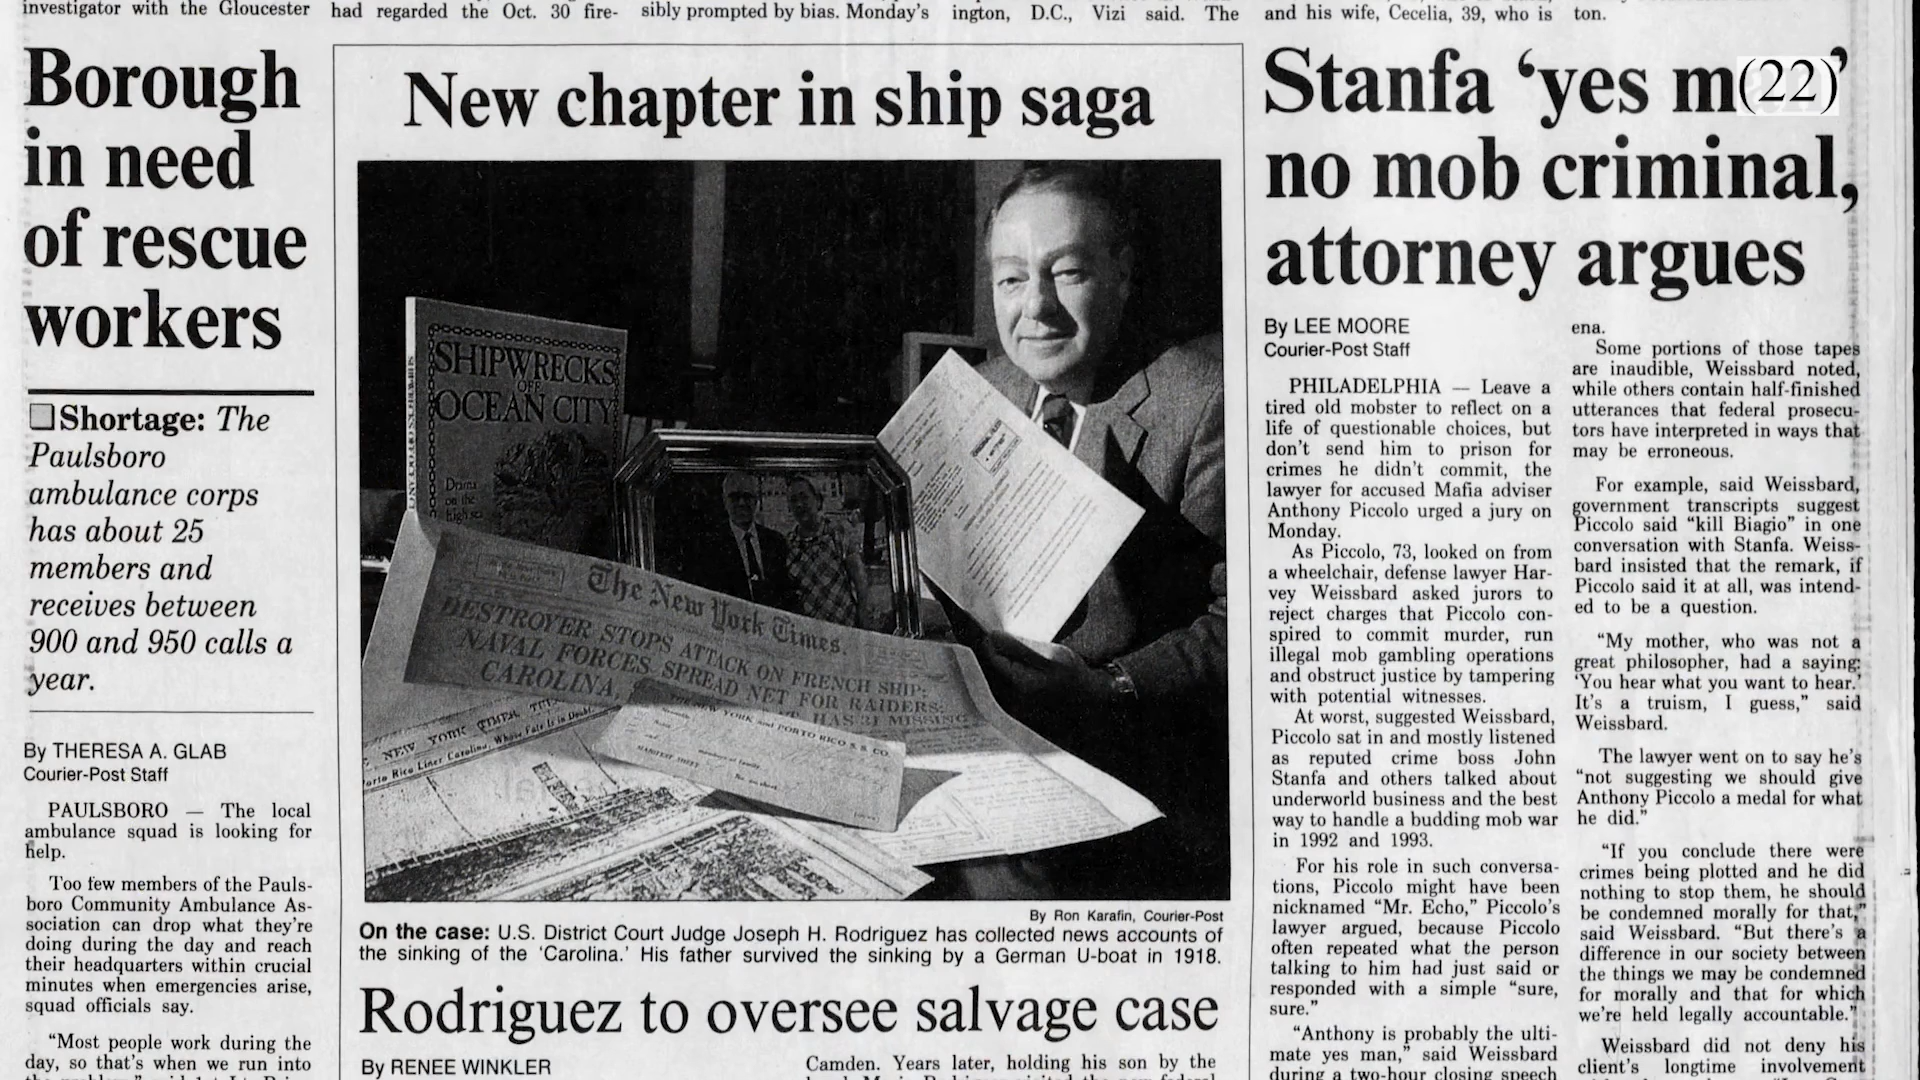 investigator with the Gloucester
had regarded the Oct. 30 fire-
sibly prompted by bias. Monday's
ington, D.C., Vizi said. The
and his wife, Cecelia, 39, who is
ton.
Borough
in need
of rescue
workers
Shortage: The
Paulsboro
ambulance corps
has about 25
members and
receives between
900 and 950 calls a
year.
By THERESA A. GLAB
Courier-Post Staff
PAULSBORO — The local
ambulance squad is looking for
help.
Too few members of the Pauls-
boro Community Ambulance As-
sociation can drop what they're
doing during the day and reach
their headquarters within crucial
minutes when emergencies arise,
squad officials say.
"Most people work during the
day, so that's when we run into
New chapter in ship saga
SHIPWRECKS
OFF
OCEAN CITY
Drama
on the
high sea
The New York Times.
DESTROYER STOPS ATTACK ON FRENCH SHIP;
NAVAL FORCES SPREAD NET FOR RAIDERS;
CAROLINA, HAS 31 MISSING
NEW YORK and PORTO RICO S. S. CO.
MANIFEST SHEET
NEW YORK TIMES
Porto Rico Liner Carolina, Whose Fate Is in Doubt
By Ron Karafin, Courier-Post
On the case: U.S. District Court Judge Joseph H. Rodriguez has collected news accounts of
the sinking of the 'Carolina.' His father survived the sinking by a German U-boat in 1918.
Rodriguez to oversee salvage case
By RENEE WINKLER
Camden. Years later, holding his son by the
Stanfa 'yes m(22)'
no mob criminal,
attorney argues
By LEE MOORE
Courier-Post Staff
PHILADELPHIA — Leave a
tired old mobster to reflect on a
life of questionable choices, but
don't send him to prison for
crimes he didn't commit, the
lawyer for accused Mafia adviser
Anthony Piccolo urged a jury on
Monday.
As Piccolo, 73, looked on from
a wheelchair, defense lawyer Har-
vey Weissbard asked jurors to
reject charges that Piccolo con-
spired to commit murder, run
illegal mob gambling operations
and obstruct justice by tampering
with potential witnesses.
At worst, suggested Weissbard,
Piccolo sat in and mostly listened
as reputed crime boss John
Stanfa and others talked about
underworld business and the best
way to handle a budding mob war
in 1992 and 1993.
For his role in such conversa-
tions, Piccolo might have been
nicknamed "Mr. Echo," Piccolo's
lawyer argued, because Piccolo
often repeated what the person
talking to him had just said or
responded with a simple "sure,
sure."
"Anthony is probably the ulti-
mate yes man," said Weissbard
during a two-hour closing speech
ena.
Some portions of those tapes
are inaudible, Weissbard noted,
while others contain half-finished
utterances that federal prosecu-
tors have interpreted in ways that
may be erroneous.
For example, said Weissbard,
government transcripts suggest
Piccolo said "kill Biagio" in one
conversation with Stanfa. Weiss-
bard insisted that the remark, if
Piccolo said it at all, was intend-
ed to be a question.
"My mother, who was not a
great philosopher, had a saying:
'You hear what you want to hear.'
It's a truism, I guess," said
Weissbard.
The lawyer went on to say he's
"not suggesting we should give
Anthony Piccolo a medal for what
he did."
"If you conclude there were
crimes being plotted and he did
nothing to stop them, he should
be condemned morally for that,"
said Weissbard. "But there's a
difference in our society between
the things we may be condemned
for morally and that for which
we're held legally accountable."
Weissbard did not deny his
client's longtime involvement